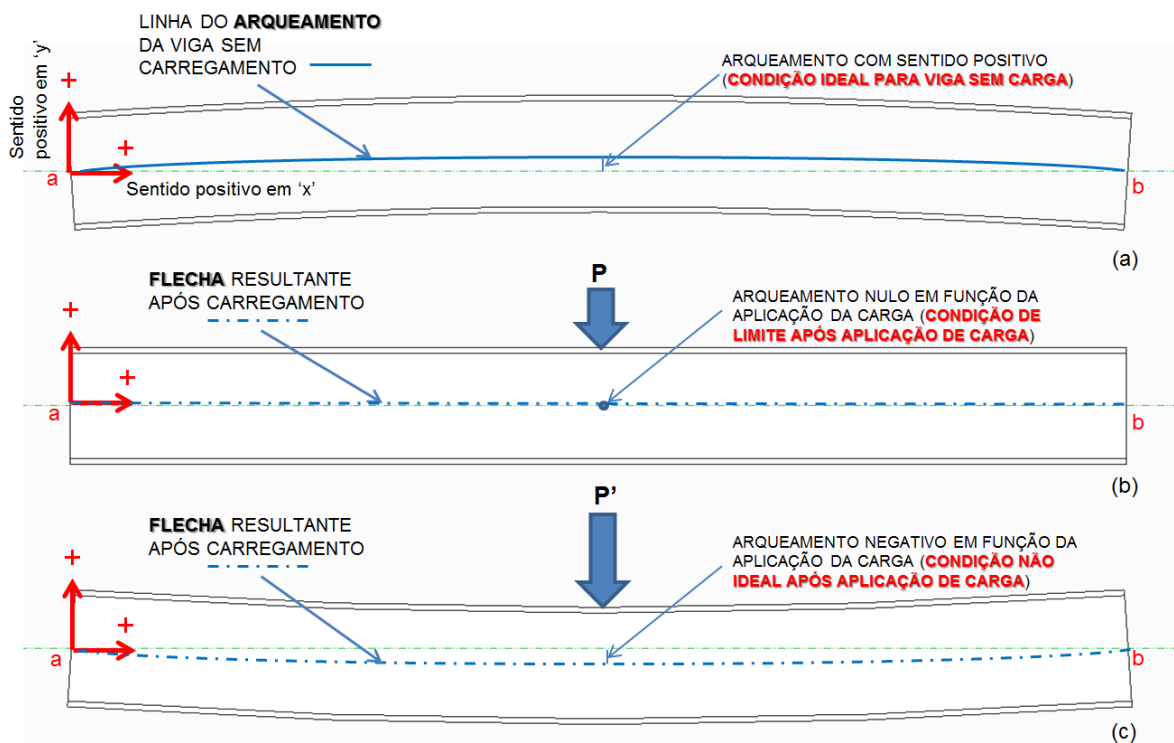 LINHA DO ARQUEAMENTO
DA VIGA SEM
CARREGAMENTO
ARQUEAMENTO COM SENTIDO POSITIVO
(CONDIÇÃO IDEAL PARA VIGA SEM CARGA)
Sentido
positivo em 'y'
+
+
a
Sentido positivo em 'x'
b
(a)
FLECHA RESULTANTE
APÓS CARREGAMENTO
P
ARQUEAMENTO NULO EM FUNÇÃO DA
APLICAÇÃO DA CARGA (CONDIÇÃO DE
LIMITE APÓS APLICAÇÃO DE CARGA)
+
+
a
b
(b)
FLECHA RESULTANTE
APÓS CARREGAMENTO
P'
ARQUEAMENTO NEGATIVO EM FUNÇÃO DA
APLICAÇÃO DA CARGA (CONDIÇÃO NÃO
IDEAL APÓS APLICAÇÃO DE CARGA)
+
+
a
b
(c)